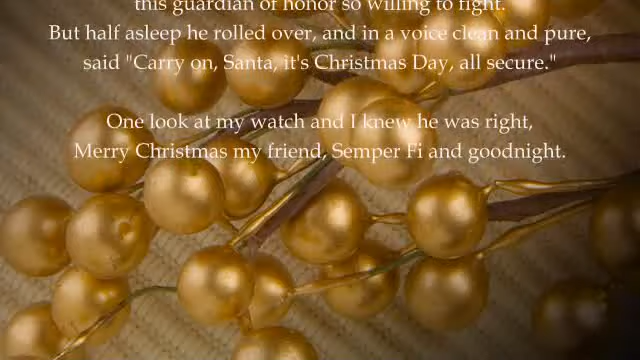 this guardian of honor so willing to fight.
But half asleep he rolled over, and in a voice clean and pure,
said "Carry on, Santa, it's Christmas Day, all secure."
One look at my watch and I knew he was right,
Merry Christmas my friend, Semper Fi and goodnight.